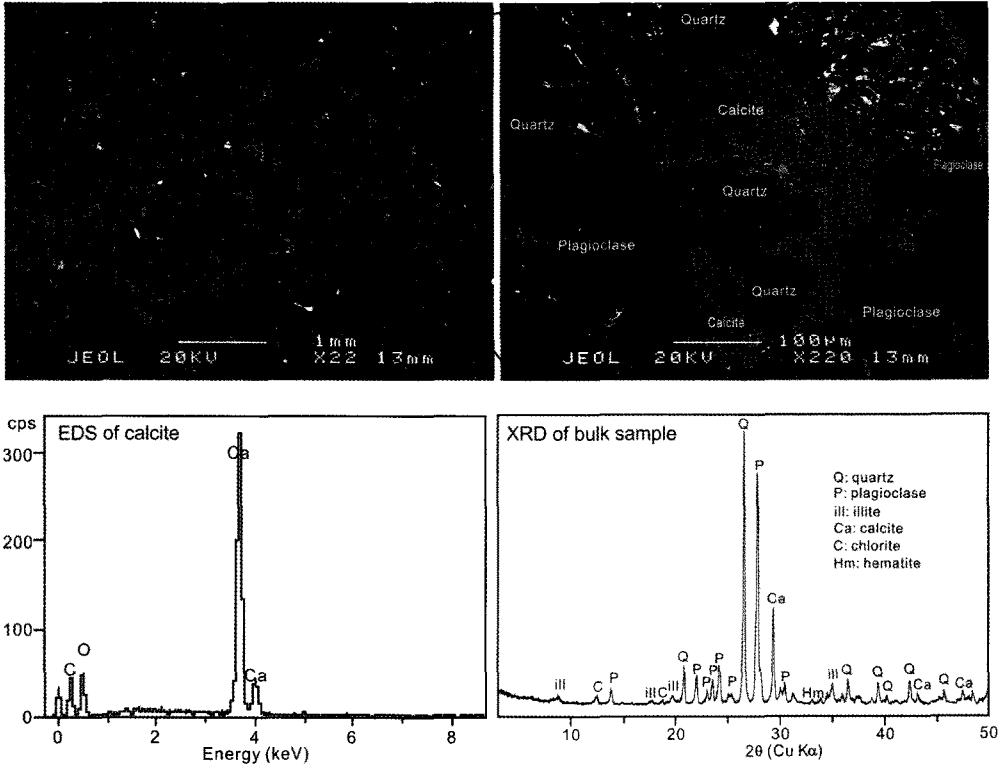 1mm
JEOL 20KV . X22 13mm
Quartz
Calcite
Quartz
Plagioclase
Quartz
Plagioclase
Quartz
Calcite
Plagioclase
100μm
JEOL 20KV X220 13mm
cps
EDS of calcite
300
200
100
0
Ca
O
C
Ca
0 2 4 6 8
Energy (keV)
XRD of bulk sample
Q: quartz
P: plagioclase
ill: illite
Ca: calcite
C: chlorite
Hm: hematite
Q
P
Ca
ill C P ill C ill Q P P P P P P Hm ill Q Q Q Q Ca Q Ca
10 20 30 40 50
2θ (Cu Kα)